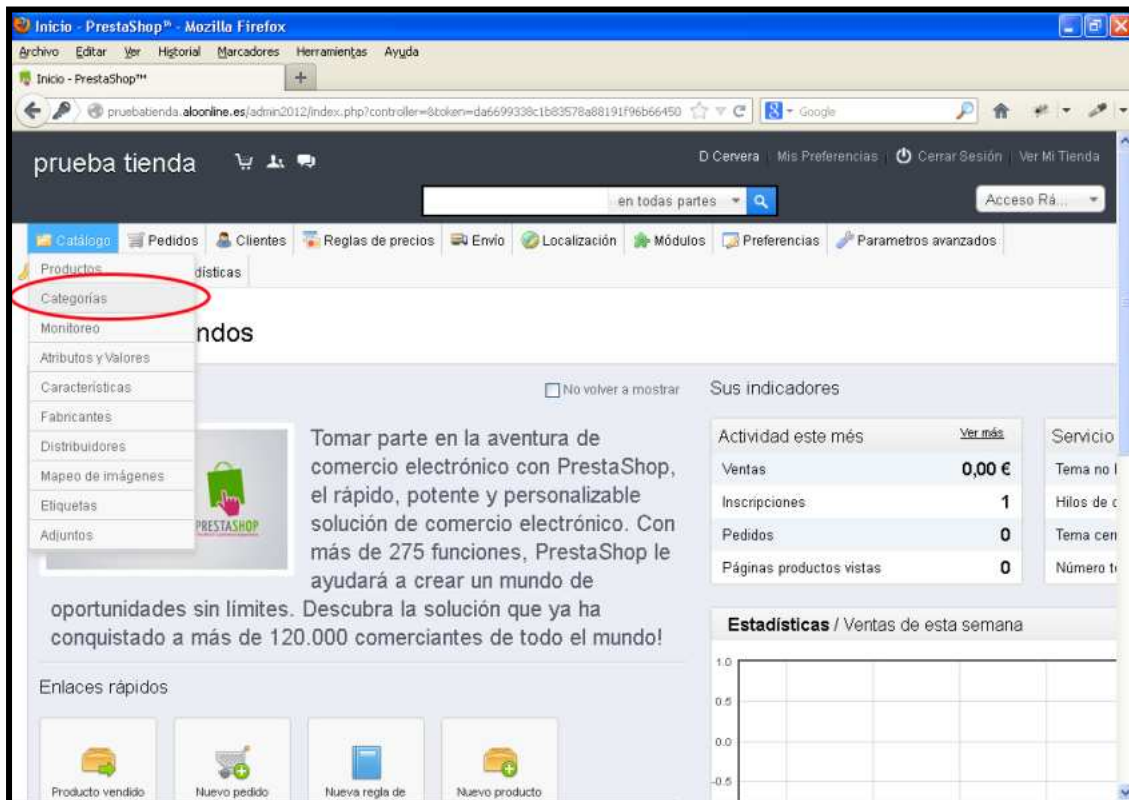 Inicio - PrestaShop™ - Mozilla Firefox
Archivo Editar Ver Historial Marcadores Herramientas Ayuda
Inicio - PrestaShop™
pruebatienda.aloonline.es/admin2012/index.php?controller=&token=da6699338c1b83578a88191f96b66450
Google
prueba tienda
D Cervera Mis Preferencias Cerrar Sesión Ver Mi Tienda
en todas partes
Acceso Rá...
Catálogo Pedidos Clientes Reglas de precios Envío Localización Módulos Preferencias Parametros avanzados
dísticas
Productos
Categorías
Monitoreo
Atributos y Valores
Características
Fabricantes
Distribuidores
Mapeo de imágenes
Etiquetas
Adjuntos
ndos
No volver a mostrar
PRESTASHOP
Tomar parte en la aventura de
comercio electrónico con PrestaShop,
el rápido, potente y personalizable
solución de comercio electrónico. Con
más de 275 funciones, PrestaShop le
ayudará a crear un mundo de
oportunidades sin límites. Descubra la solución que ya ha
conquistado a más de 120.000 comerciantes de todo el mundo!
Enlaces rápidos
Producto vendido
Nuevo pedido
Nueva regla de
Nuevo producto
Sus indicadores
Actividad este més Ver más
Ventas 0,00 €
Inscripciones 1
Pedidos 0
Páginas productos vistas 0
Servicio
Tema no
Hilos de
Tema cen
Número
Estadísticas / Ventas de esta semana
1.0
0.5
0.0
-0.5